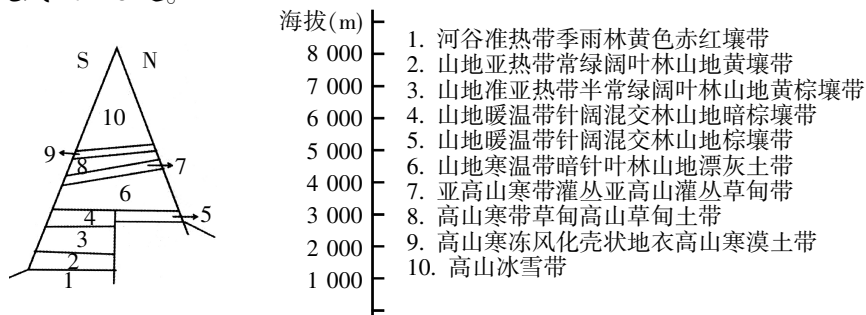 海拔(m)
S N
10
9
8
7
6
5
4
3
2
1
8 000
7 000
6 000
5 000
4 000
3 000
2 000
1 000
1. 河谷准热带季雨林黄色赤红壤带
2. 山地亚热带常绿阔叶林山地黄壤带
3. 山地准亚热带半常绿阔叶林山地黄棕壤带
4. 山地暖温带针阔混交林山地暗棕壤带
5. 山地暖温带针阔混交林山地棕壤带
6. 山地寒温带暗针叶林山地漂灰土带
7. 亚高山寒带灌丛亚高山灌丛草甸带
8. 高山寒带草甸高山草甸土带
9. 高山寒冻风化壳状地衣高山寒漠土带
10. 高山冰雪带